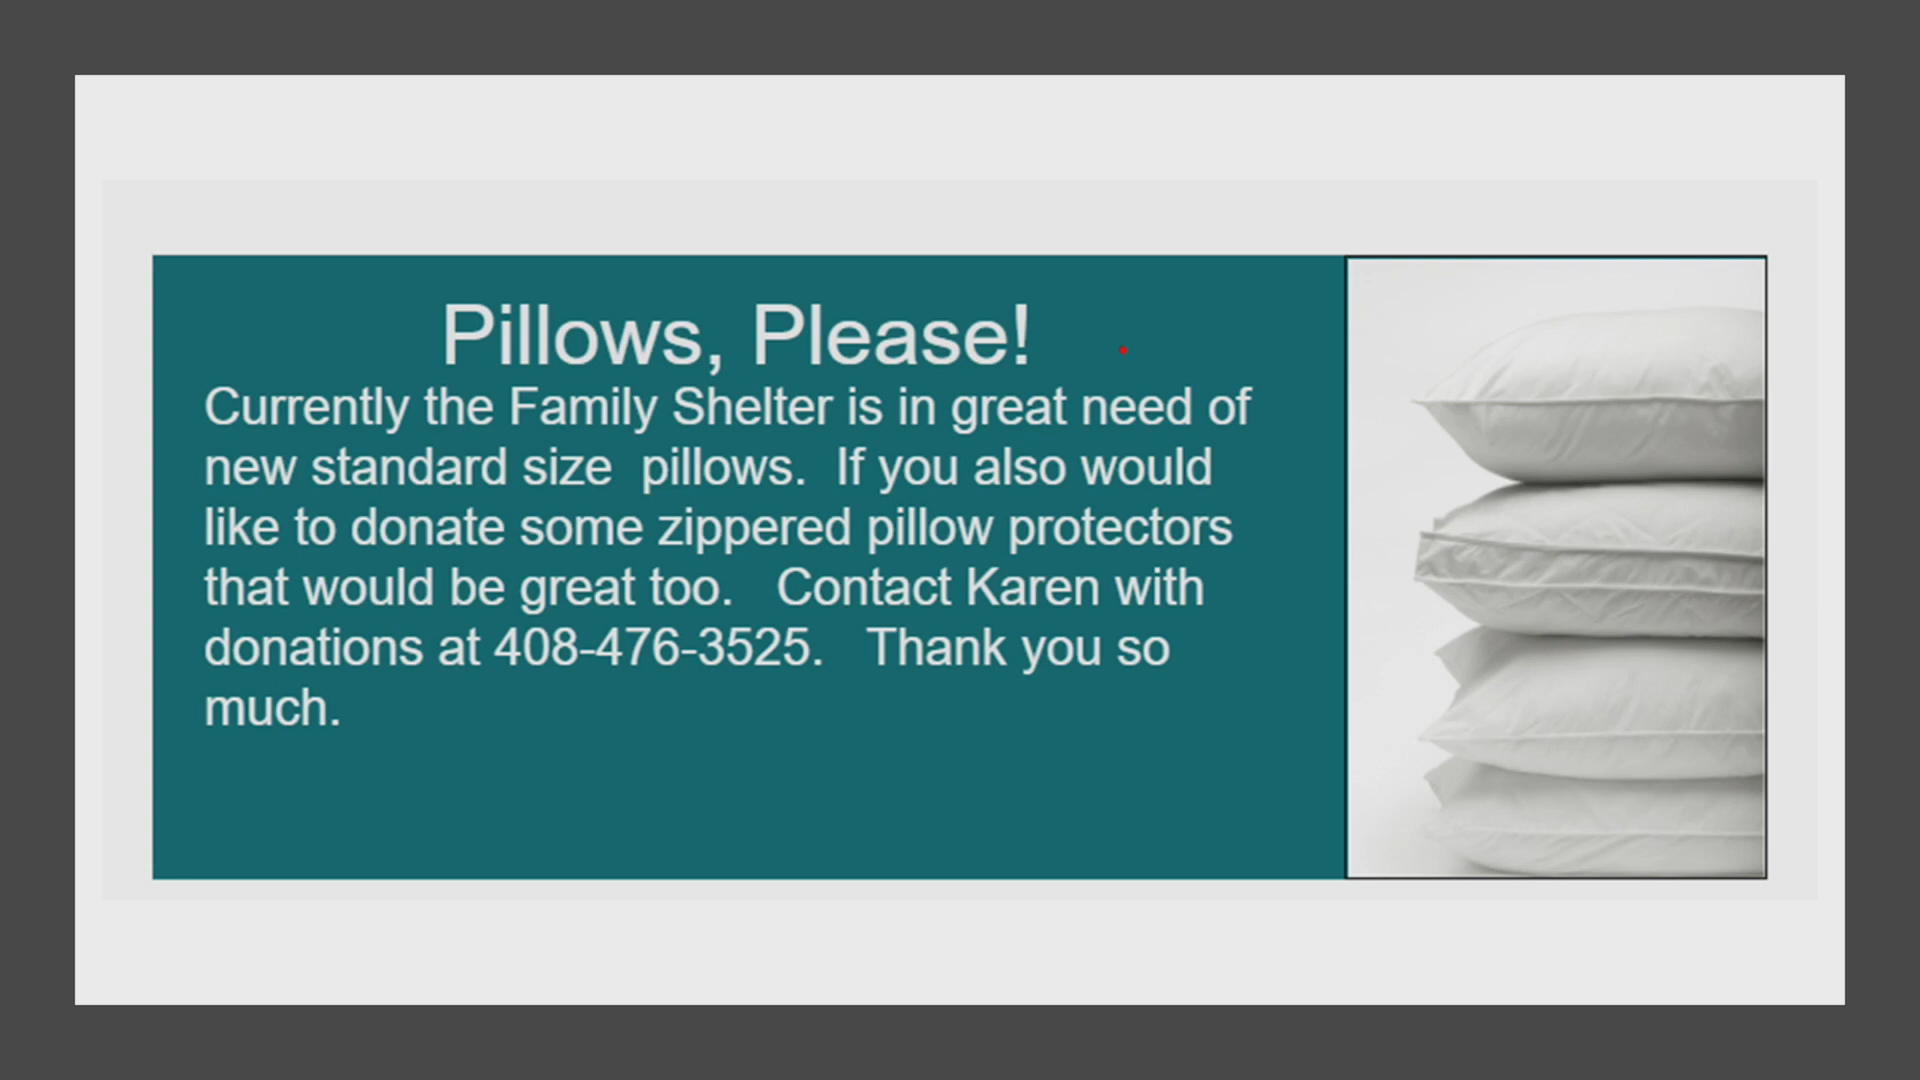 Pillows, Please!
Currently the Family Shelter is in great need of
new standard size  pillows.  If you also would
like to donate some zippered pillow protectors
that would be great too.   Contact Karen with
donations at 408-476-3525.   Thank you so
much.